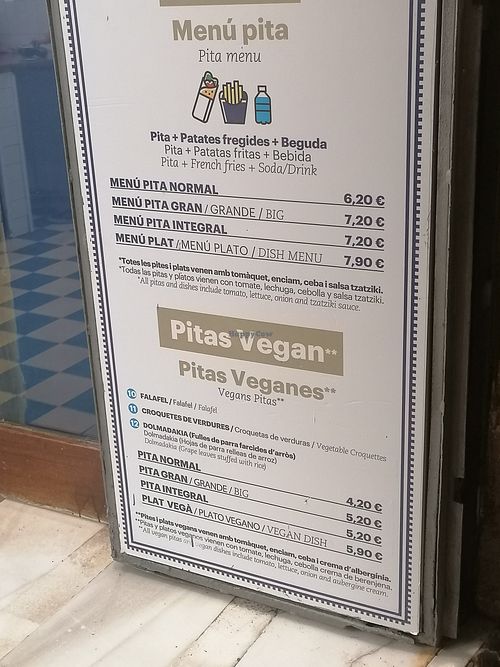 Menú pita
Pita menu
Pita + Patates fregides + Beguda
Pita + Patatas fritas + Bebida
Pita + French fries + Soda/Drink
MENÚ PITA NORMAL 6,20 €
MENÚ PITA GRAN / GRANDE / BIG 7,20 €
MENÚ PITA INTEGRAL 7,20 €
MENÚ PLAT / MENÚ PLATO / DISH MENU 7,90 €
*Totes les pites i plats venen amb tomàquet, enciam, ceba i salsa tzatziki.
*Todas las pitas y platos vienen con tomate, lechuga, cebolla y salsa tzatziki.
*All pitas and dishes include tomato, lettuce, onion and tzatziki sauce.
Pitas Vegan**
HappyCow
Pitas Veganes**
Vegans Pitas**
10 FALAFEL / Falafel / Falafel
11 CROQUETES DE VERDURES / Croquetas de verduras / Vegetable Croquettes
12 DOLMADAKIA (Fulles de parra farcides d'arròs)
Dolmadakia (Hojas de parra rellenas de arroz)
Dolmadakia (Grape leaves stuffed with rice)
PITA NORMAL 4,20 €
PITA GRAN / GRANDE / BIG 5,20 €
PITA INTEGRAL 5,20 €
PLAT VEGÀ / PLATO VEGANO / VEGAN DISH 5,90 €
**Pites i plats vegans venen amb tomàquet, enciam, ceba i crema d'albergínia.
**Pitas y platos veganos vienen con tomate, lechuga, cebolla crema de berenjena.
**All vegan pitas and vegan dishes include tomato, lettuce, onion and aubergine cream.